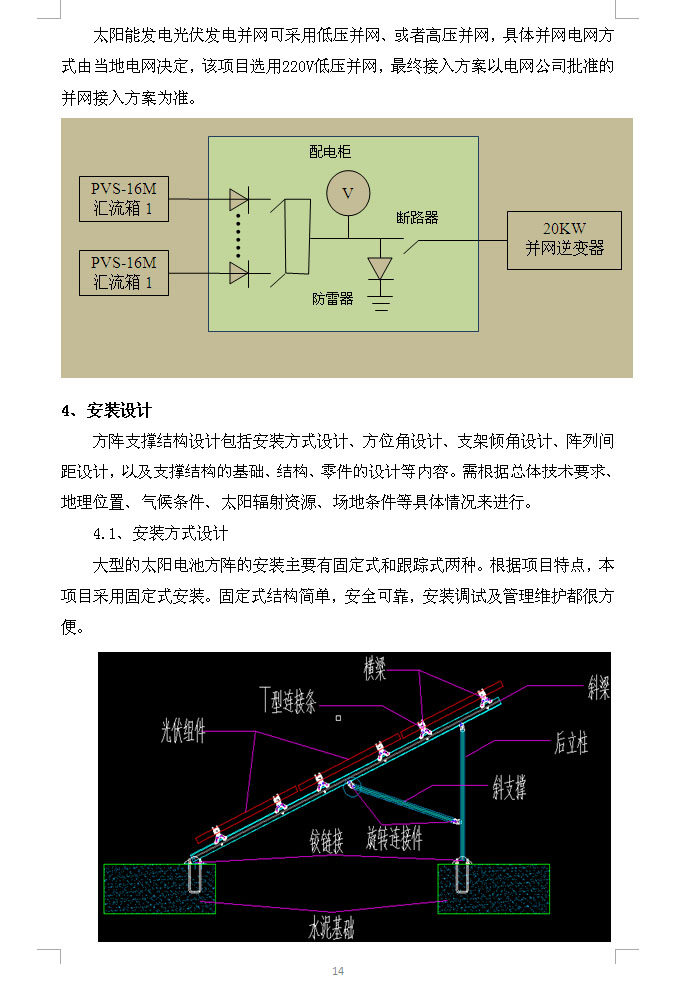 太阳能发电光伏发电并网可采用低压并网、或者高压并网，具体并网电网方
式由当地电网决定，该项目选用220V低压并网，最终接入方案以电网公司批准的
并网接入方案为准。
配电柜
PVS-16M
汇流箱 1
V
断路器
20KW
并网逆变器
PVS-16M
汇流箱 1
防雷器
4、安装设计
方阵支撑结构设计包括安装方式设计、方位角设计、支架倾角设计、阵列间
距设计，以及支撑结构的基础、结构、零件的设计等内容。需根据总体技术要求、
地理位置、气候条件、太阳辐射资源、场地条件等具体情况来进行。
4.1、安装方式设计
大型的太阳电池方阵的安装主要有固定式和跟踪式两种。根据项目特点，本
项目采用固定式安装。固定式结构简单，安全可靠，安装调试及管理维护都很方
便。
横梁
斜梁
T型连接条
光伏组件
后立柱
斜支撑
铰链接
旋转连接件
水泥基础
14